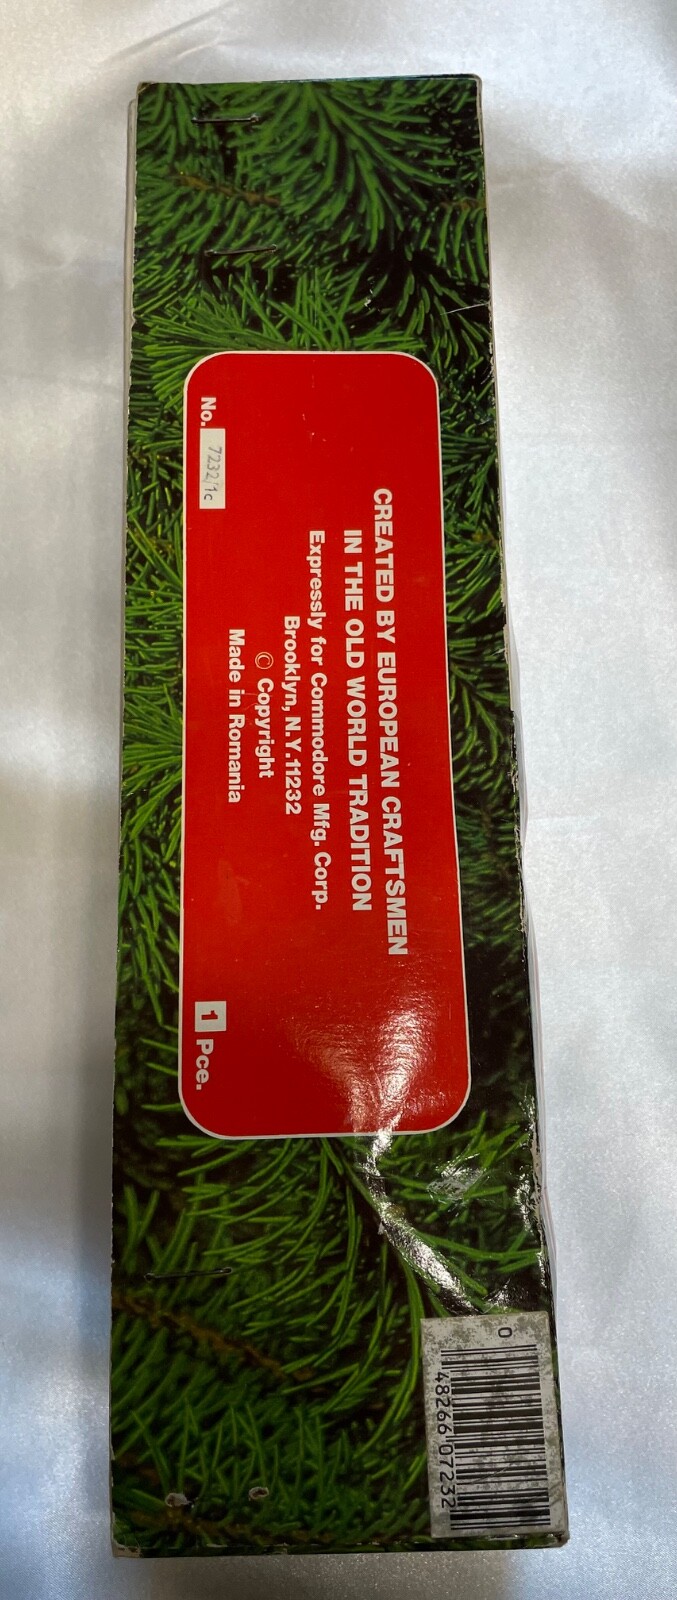 CREATED BY EUROPEAN CRAFTSMEN
IN THE OLD WORLD TRADITION
Expressly for Commodore Mfg. Corp.
Brooklyn, N.Y. 11232
© Copyright
Made in Romania
No. 7232/1c
1 Pce.
0 48266 07232